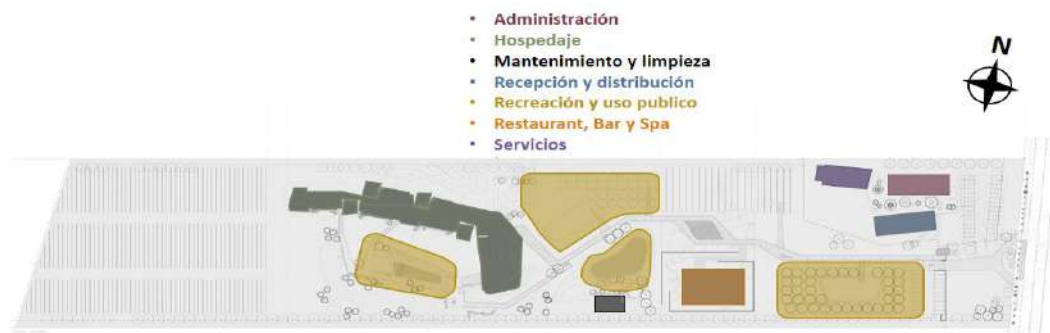 • Administración
• Hospedaje
• Mantenimiento y limpieza
• Recepción y distribución
• Recreación y uso publico
• Restaurant, Bar y Spa
• Servicios
N